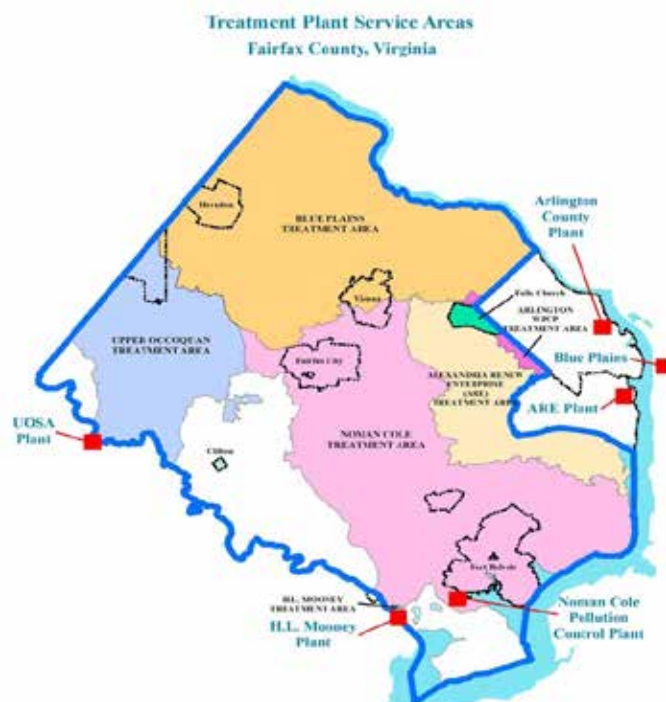 Treatment Plant Service Areas
Fairfax County, Virginia
Herndon
BLUE PLAINS
TREATMENT AREA
Arlington
County
Plant
Vienna
Falls Church
ARLINGTON
WPCP
TREATMENT AREA
UPPER OCCOQUAN
TREATMENT AREA
Fairfax City
Blue Plains
ALEXANDRIA RENEW
ENTERPRISE
(ARE)
TREATMENT AREA
ARE Plant
UOSA
Plant
NOMAN COLE
TREATMENT AREA
Clifton
Fort Belvoir
H.L. MOONEY
TREATMENT AREA
H.L. Mooney
Plant
Noman Cole
Pollution
Control Plant